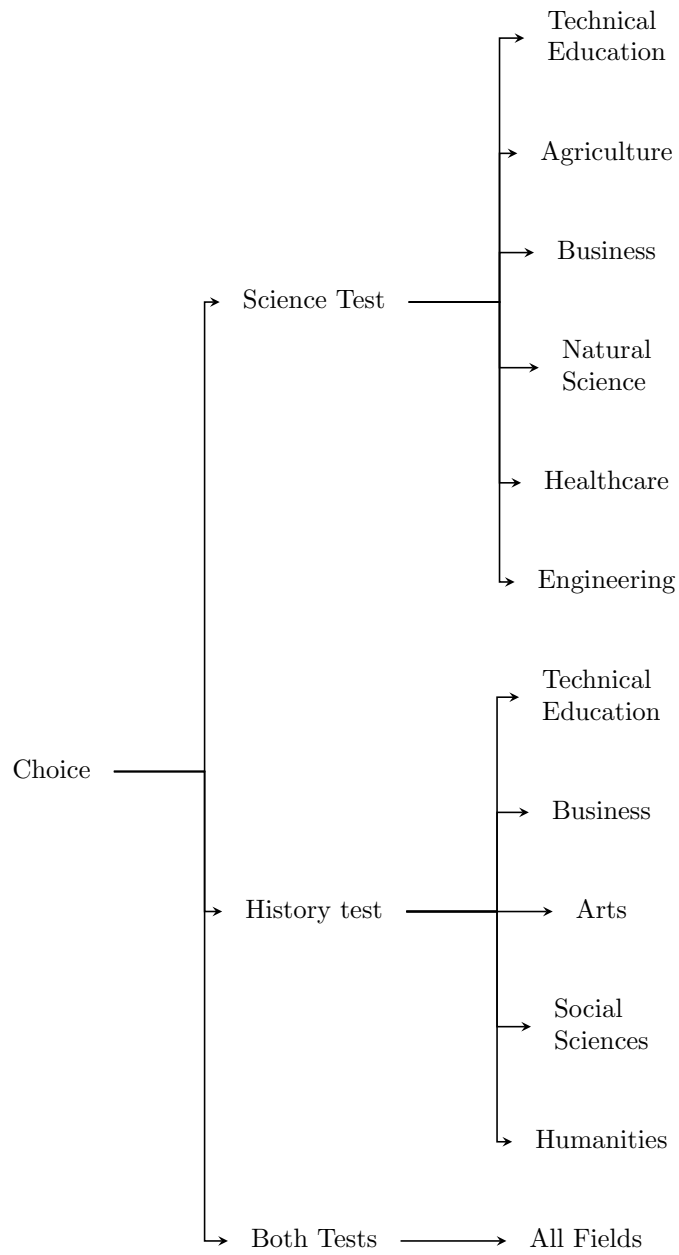 Technical
Education
Agriculture
Business
Science Test
Natural
Science
Healthcare
Engineering
Technical
Education
Choice
Business
History test
Arts
Social
Sciences
Humanities
Both Tests
All Fields